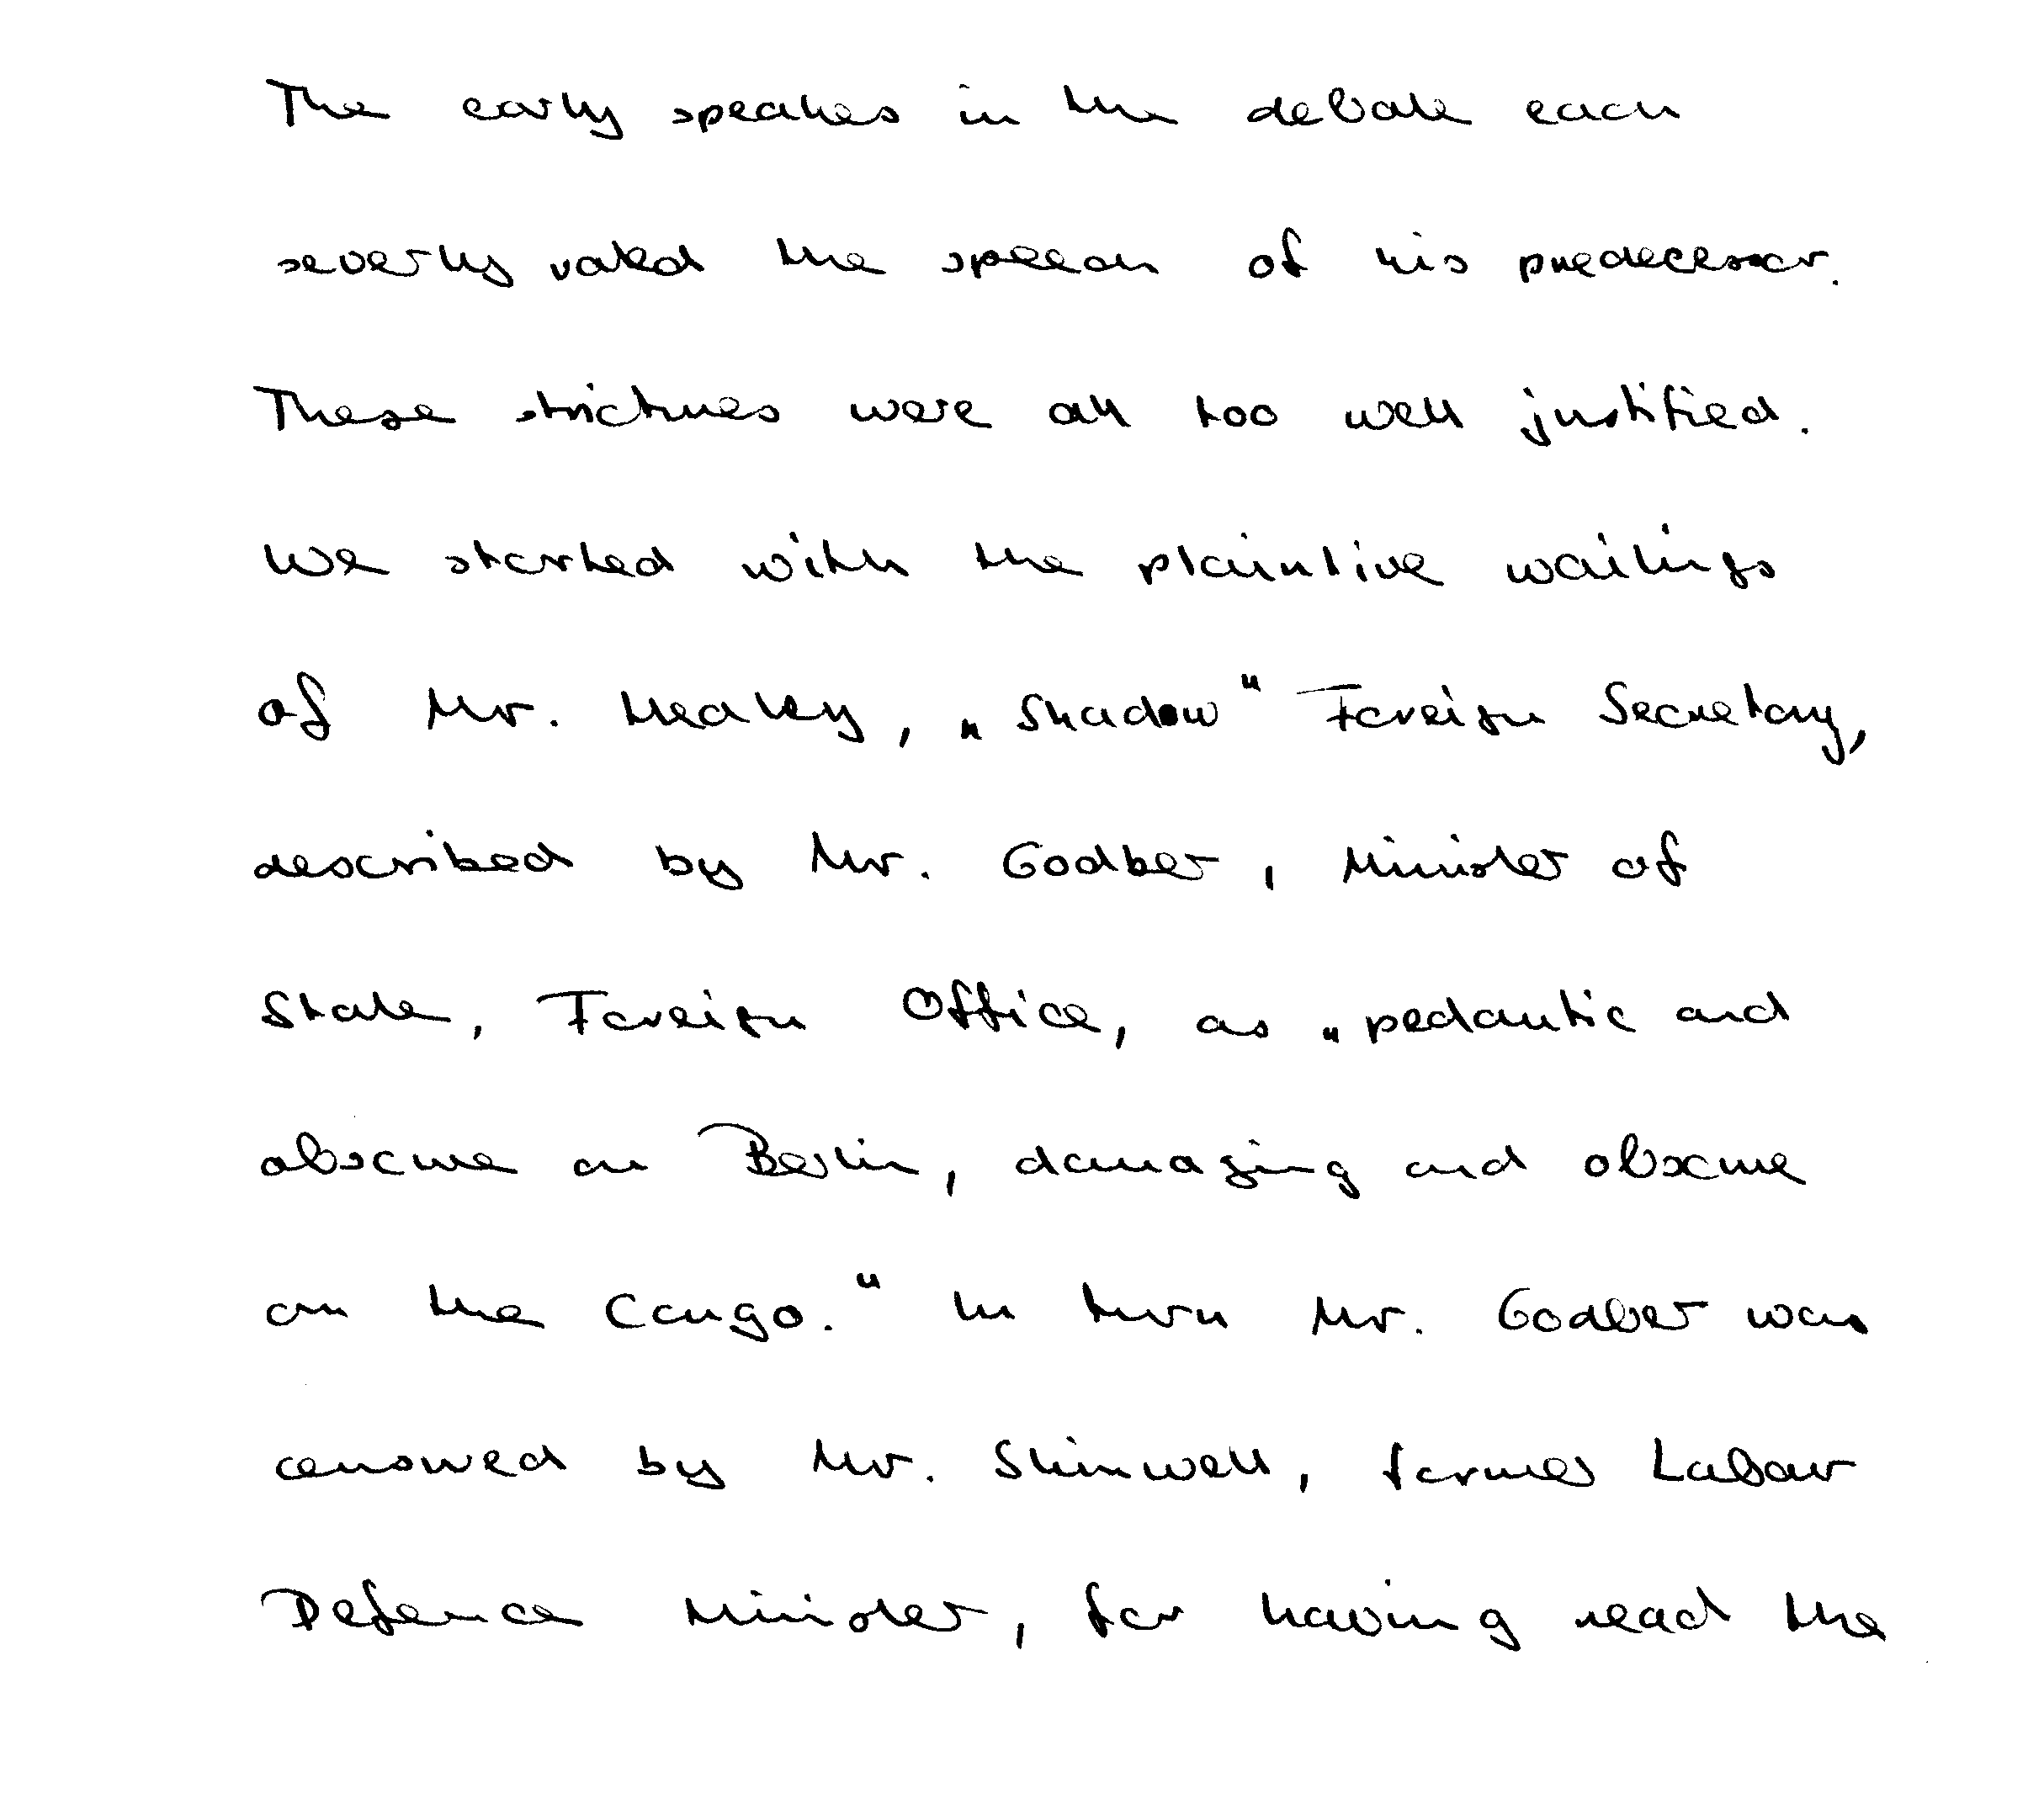 The early speakers in the debate each
severly rated the speech of his predecessor.
These strictures were all too well justified.
We started with the plaintive wailings
of Mr. Healey, "Shadow" Foreign Secretary,
described by Mr. Godber, Minister of
State, Foreign Office, as "pedantic and
obscure on Berlin, damaging and obscure
on the Congo." In turn Mr. Godber was
censured by Mr. Shinwell, former Labour
Defence Minister, for having read the